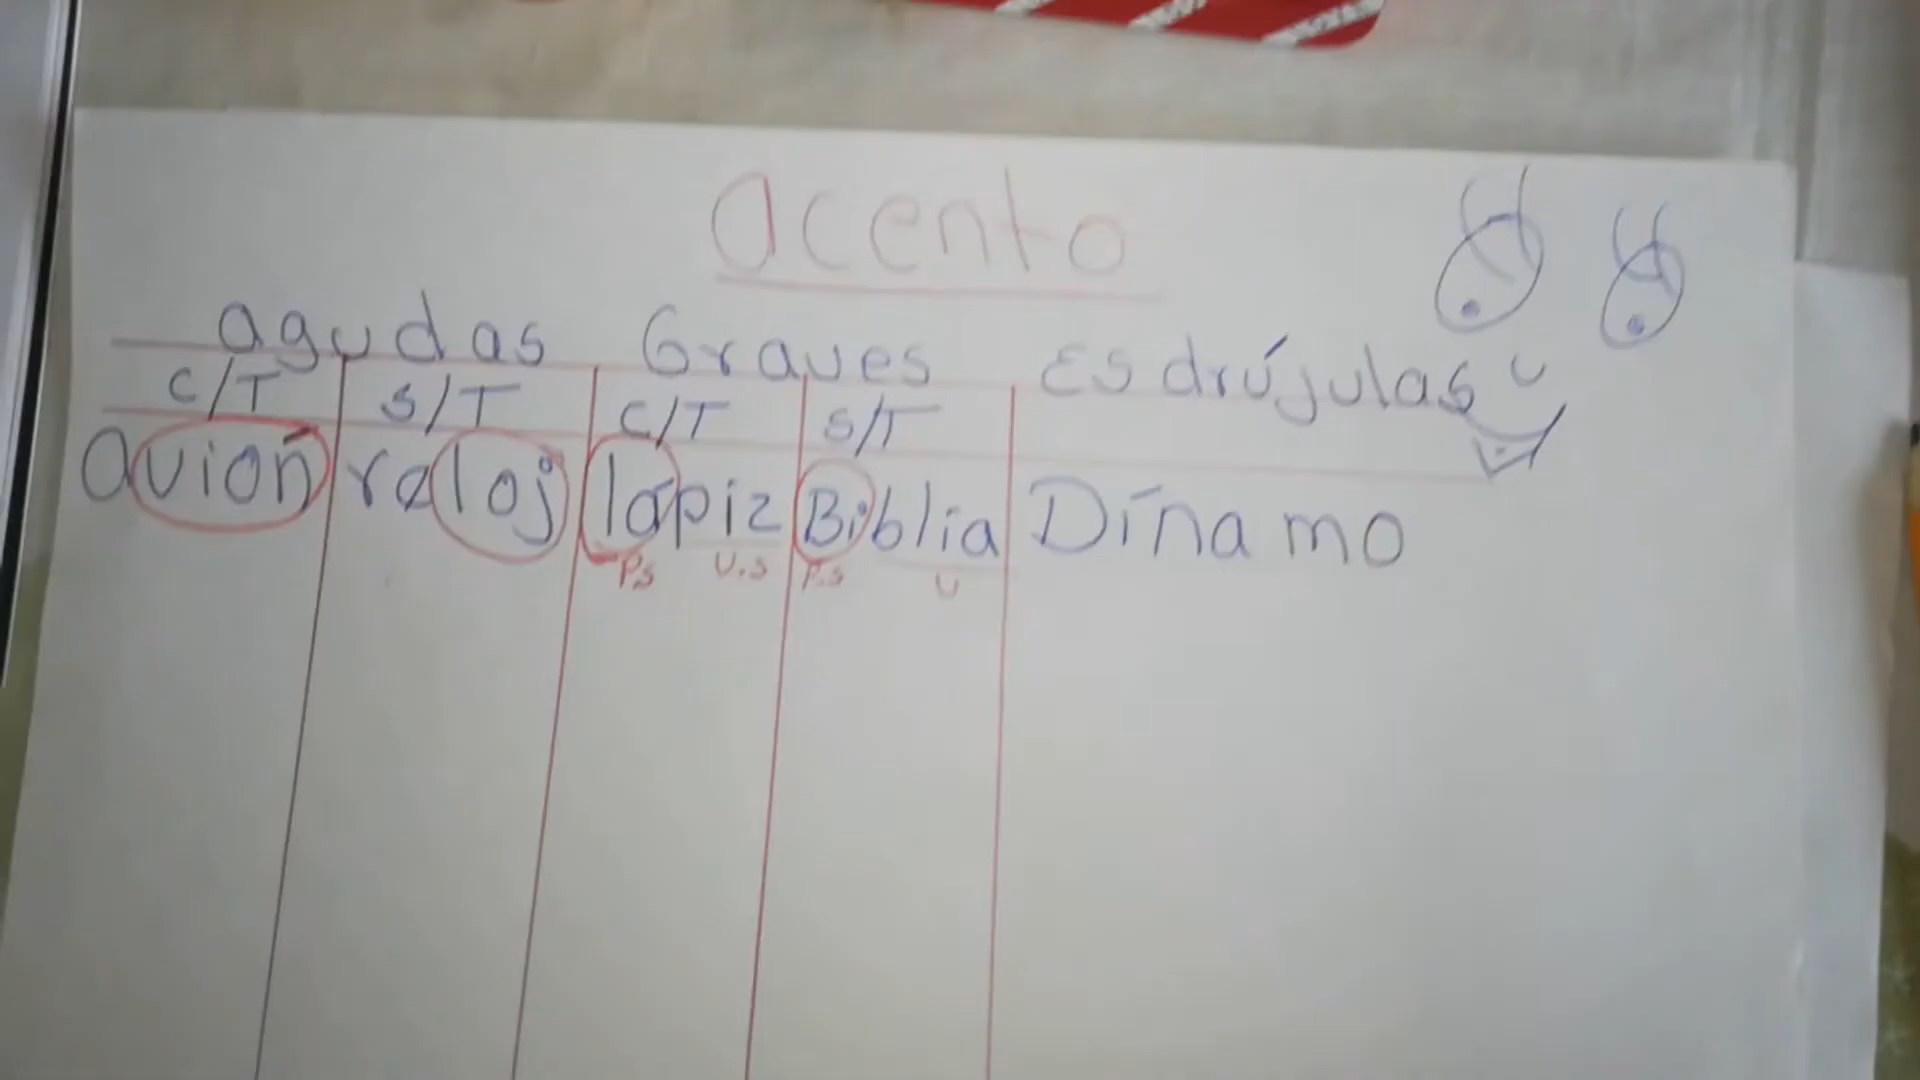 acento
agudas Graves Esdrújulas
C/T S/T C/T S/T
avión reloj lápiz Biblia Dínamo
P.S U.S P.S U